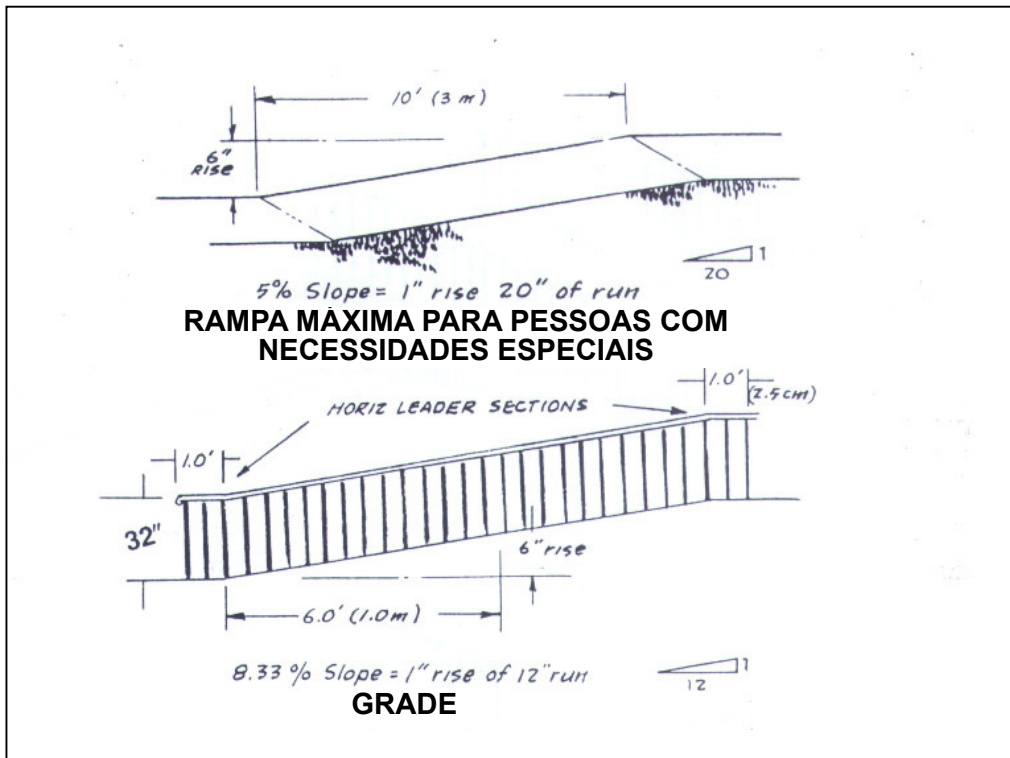 10' (3 m)
6"
RISE
1
20
5% Slope = 1" rise 20" of run
RAMPA MÁXIMA PARA PESSOAS COM
NECESSIDADES ESPECIAIS
1.0'
(2.5cm)
HORIZ LEADER SECTIONS
1.0'
32"
6" rise
6.0' (1.0m)
8.33 % Slope = 1" rise of 12" run
1
12
GRADE